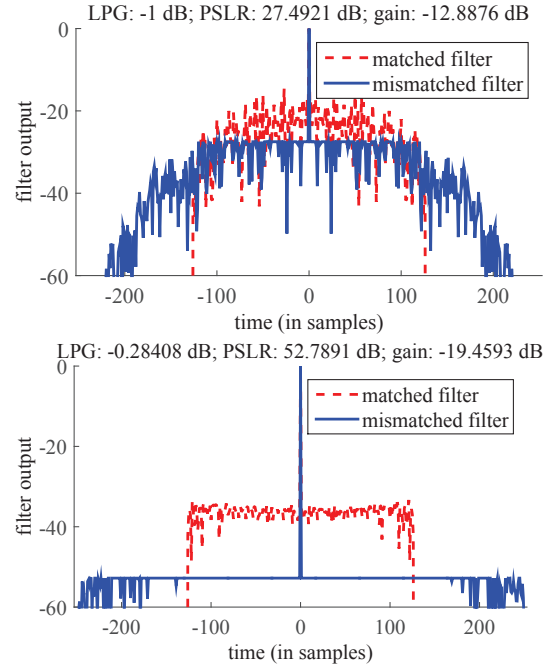 LPG: -1 dB; PSLR: 27.4921 dB; gain: -12.8876 dB
0
-20
-40
-60
filter output
matched filter
mismatched filter
-200
-100
0
100
200
time (in samples)
LPG: -0.28408 dB; PSLR: 52.7891 dB; gain: -19.4593 dB
0
-20
-40
-60
filter output
matched filter
mismatched filter
-200
-100
0
100
200
time (in samples)